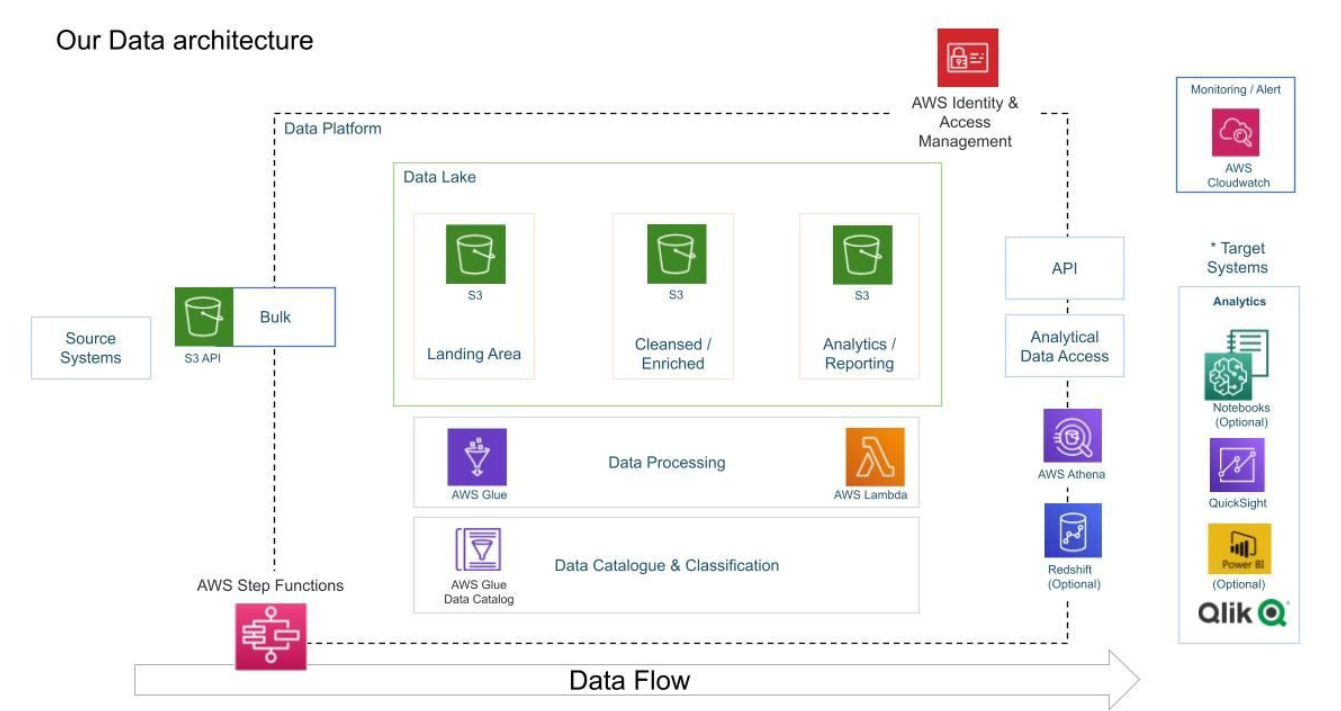 Our Data architecture
AWS Identity &
Access
Management
Monitoring / Alert
AWS
Cloudwatch
Data Platform
Data Lake
S3
Landing Area
S3
Cleansed /
Enriched
S3
Analytics /
Reporting
Source
Systems
S3 API
Bulk
API
Analytical
Data Access
* Target
Systems
Analytics
Notebooks
(Optional)
QuickSight
Power BI
(Optional)
Qlik
AWS Glue
Data Processing
AWS Lambda
AWS Athena
AWS Glue
Data Catalog
Data Catalogue & Classification
Redshift
(Optional)
AWS Step Functions
Data Flow